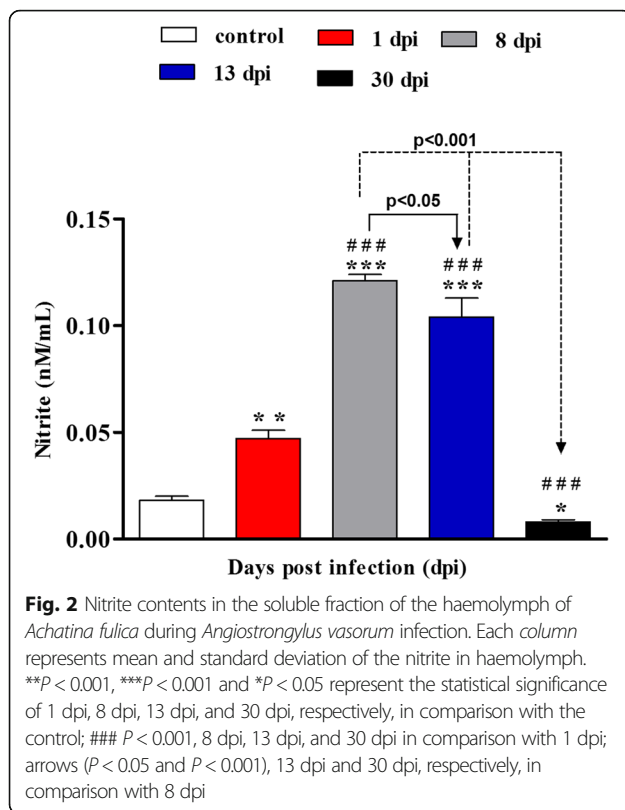 control 1 dpi 8 dpi
13 dpi 30 dpi
p<0.001
p<0.05
0.15
###
***
###
***
0.10
Nitrite (nM/mL)
0.05
* *
###
*
0.00
Days post infection (dpi)
Fig. 2 Nitrite contents in the soluble fraction of the haemolymph of
Achatina fulica during Angiostrongylus vasorum infection. Each column
represents mean and standard deviation of the nitrite in haemolymph.
**P < 0.001, ***P < 0.001 and *P < 0.05 represent the statistical significance
of 1 dpi, 8 dpi, 13 dpi, and 30 dpi, respectively, in comparison with the
control; ### P < 0.001, 8 dpi, 13 dpi, and 30 dpi in comparison with 1 dpi;
arrows (P < 0.05 and P < 0.001), 13 dpi and 30 dpi, respectively, in
comparison with 8 dpi